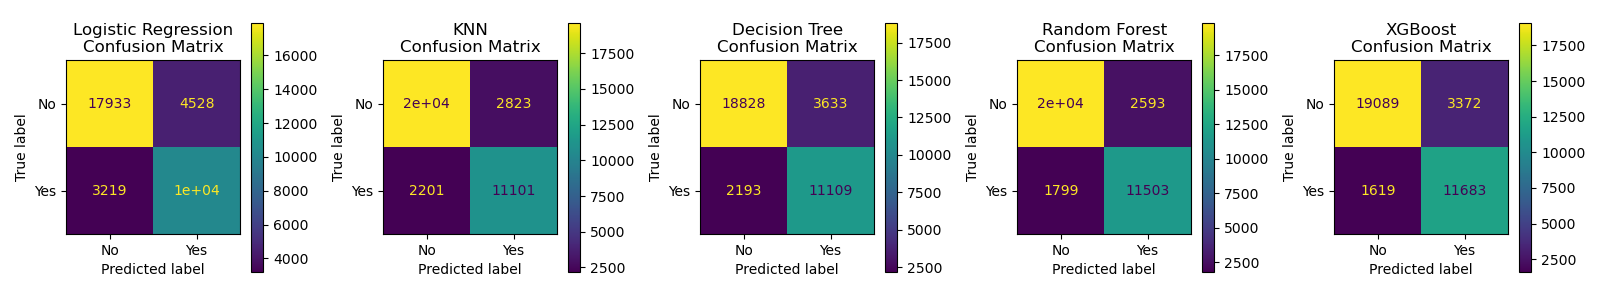 Logistic Regression
Confusion Matrix
No
Yes
True label
17933
4528
3219
1e+04
No
Yes
Predicted label
16000
14000
12000
10000
8000
6000
4000
KNN
Confusion Matrix
No
Yes
True label
2e+04
2823
2201
11101
No
Yes
Predicted label
17500
15000
12500
10000
7500
5000
2500
Decision Tree
Confusion Matrix
No
Yes
True label
18828
3633
2193
11109
No
Yes
Predicted label
17500
15000
12500
10000
7500
5000
2500
Random Forest
Confusion Matrix
No
Yes
True label
2e+04
2593
1799
11503
No
Yes
Predicted label
17500
15000
12500
10000
7500
5000
2500
XGBoost
Confusion Matrix
No
Yes
True label
19089
3372
1619
11683
No
Yes
Predicted label
17500
15000
12500
10000
7500
5000
2500